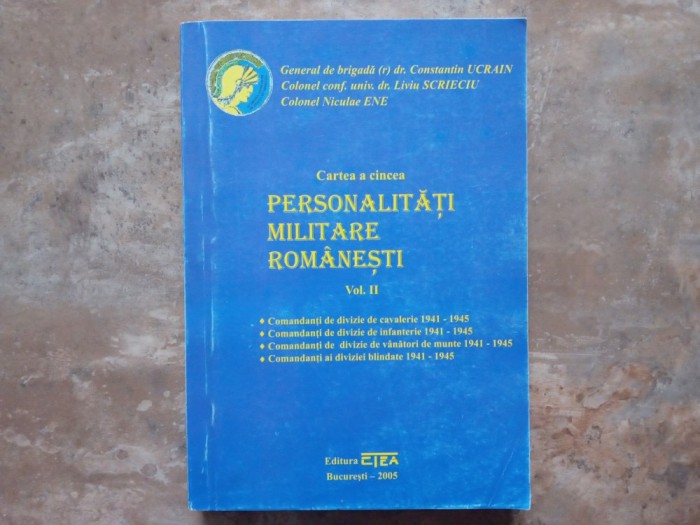 General de brigadă (r) dr. Constantin UCRAIN
Colonel conf. univ. dr. Liviu SCRIECIU
Colonel Niculae ENE
Cartea a cincea
PERSONALITĂȚI
MILITARE
ROMÂNEȘTI
Vol. II
♦ Comandanți de divizie de cavalerie 1941 - 1945
♦ Comandanți de divizie de infanterie 1941 - 1945
♦ Comandanți de divizie de vânători de munte 1941 - 1945
♦ Comandanți ai diviziei blindate 1941 - 1945
Editura CTEA
București – 2005